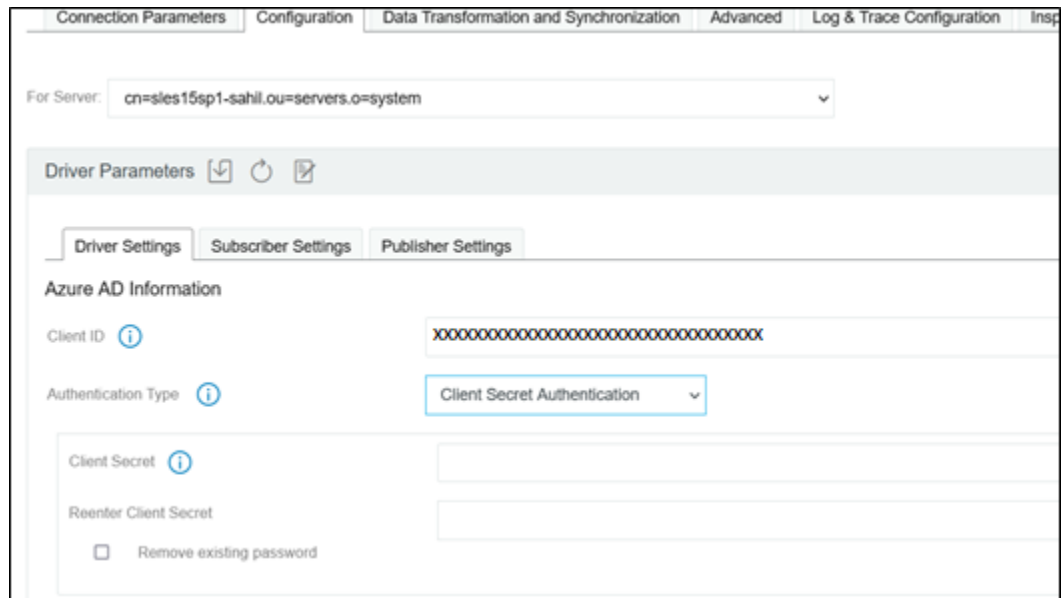 Connection Parameters Configuration Data Transformation and Synchronization Advanced Log & Trace Configuration Insp
For Server: cn=sles15sp1-sahil.ou=servers.o=system
Driver Parameters
Driver Settings Subscriber Settings Publisher Settings
Azure AD Information
Client ID XXXXXXXXXXXXXXXXXXXXXXXXXXXXXXXXX
Authentication Type Client Secret Authentication
Client Secret
Reenter Client Secret
Remove existing password